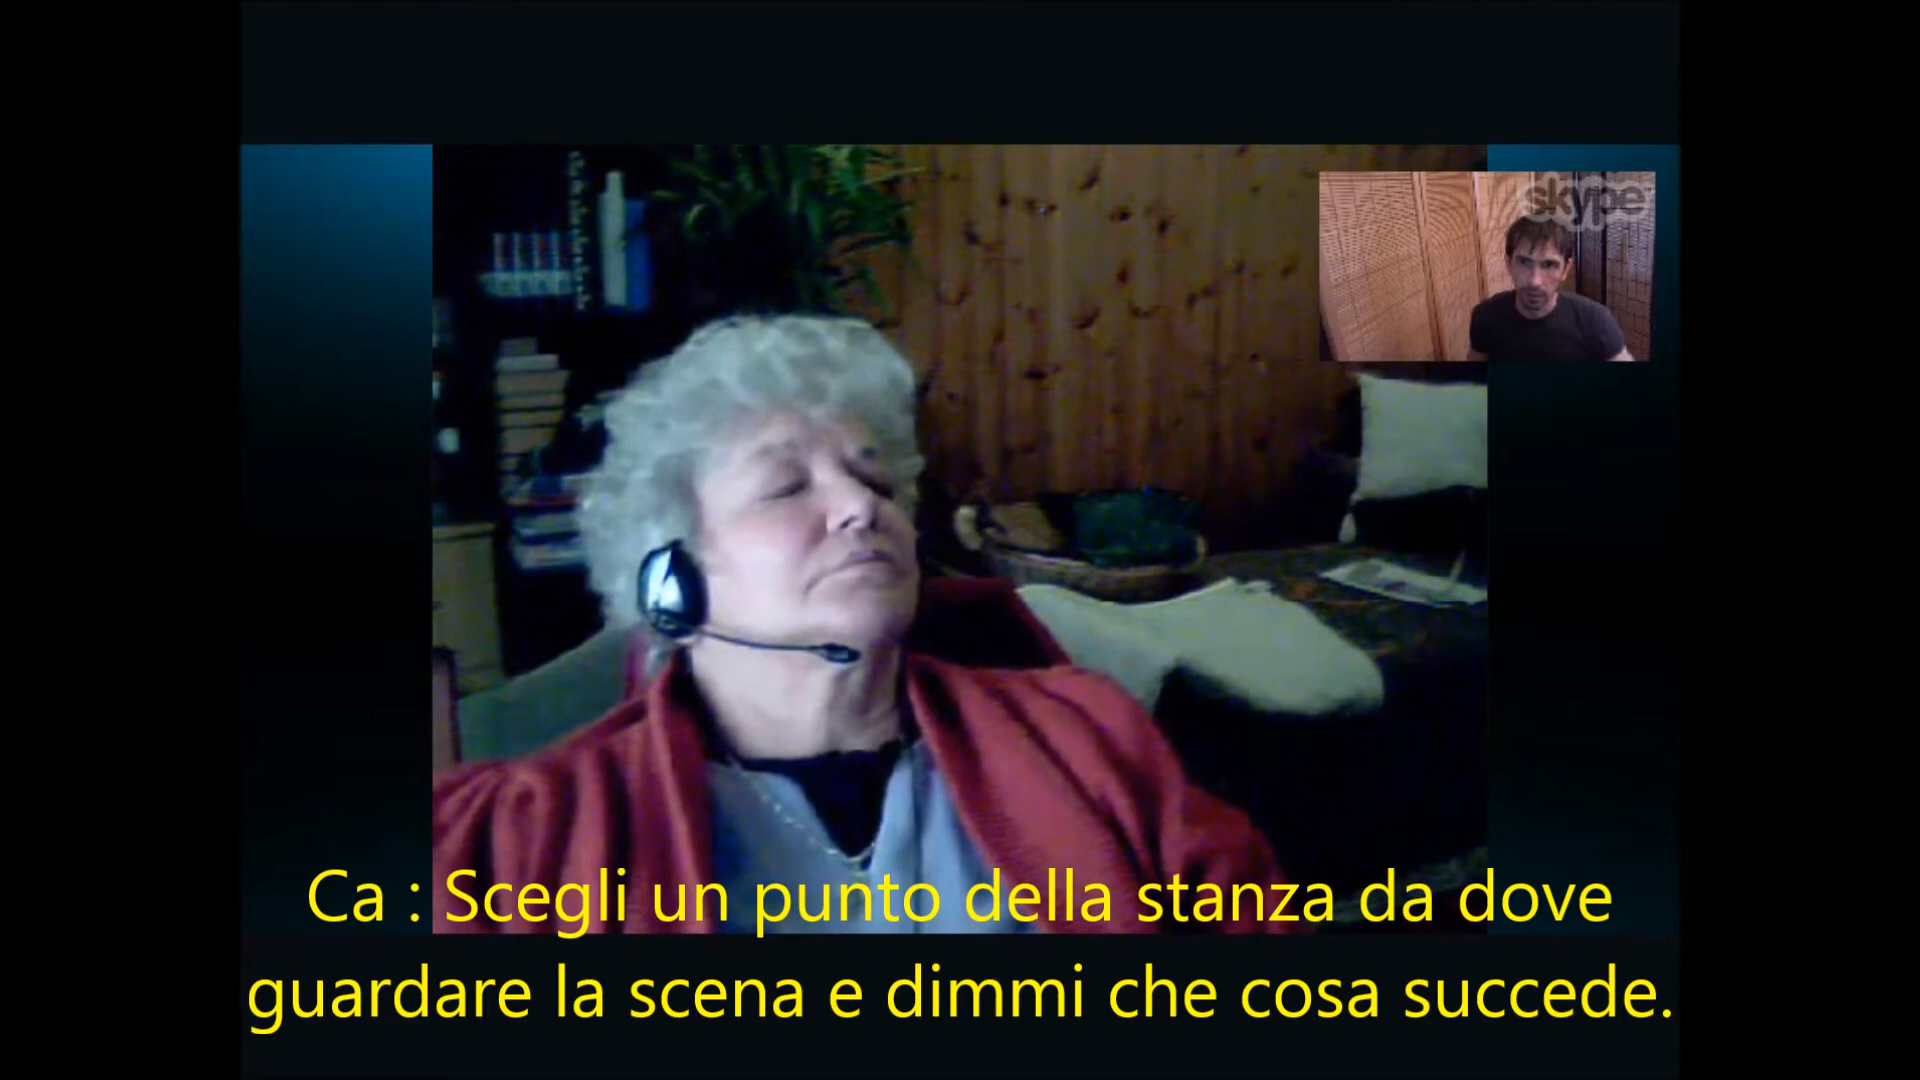 skype
Ca : Scegli un punto della stanza da dove
guardare la scena e dimmi che cosa succede.